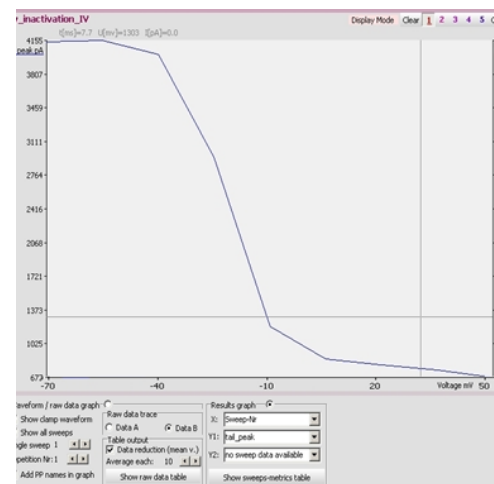 _inactivation_IV
Display Mode Clear 1 2 3 4 5
t[ms]=7.7 U[mv]=1303 I[pA]=0.0
4155
peak pA
3807
3459
3111
2764
2416
2068
1721
1373
1025
673
-70 -40 -10 20 Voltage mV 50
raw data graph
Show clamp waveform
Show all sweeps
sweep 1
Nr: 1
Add PP names in graph
Raw data trace
Data A Data B
Table output
Data reduction (mean v.)
Average each: 10
Show raw data table
Results graph
X: Sweep-Nr
Y1: tail_peak
Y2: no sweep data available
Show sweeps-metrics table